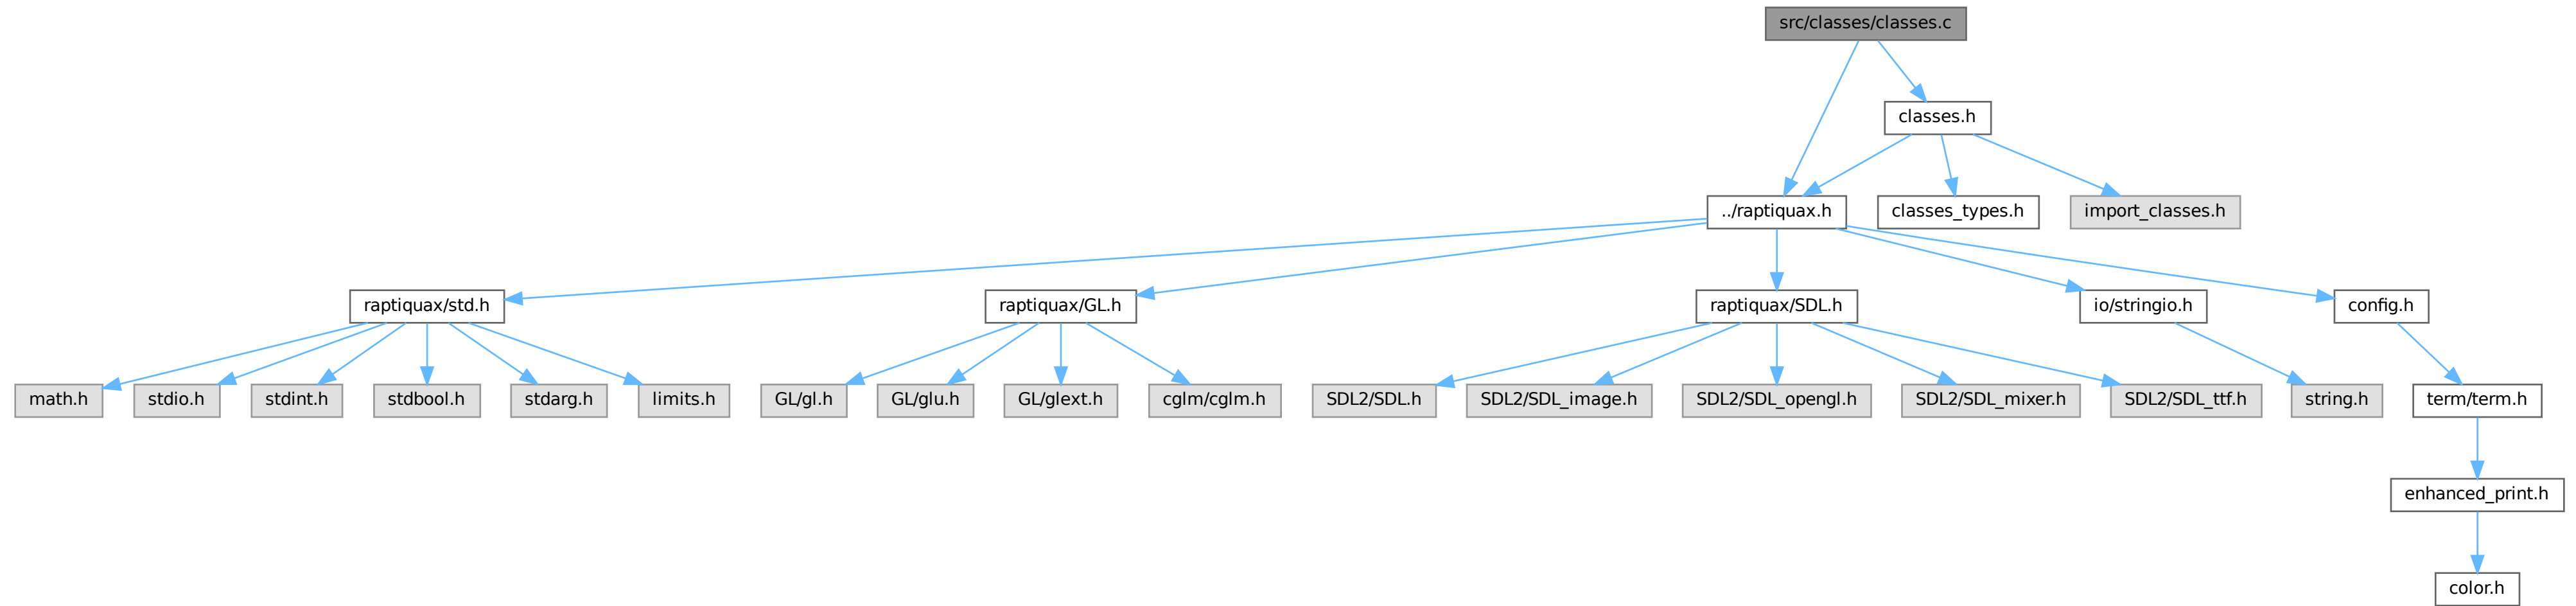 src/classes/classes.c
classes.h
../raptiquax.h
classes_types.h
import_classes.h
raptiquax/std.h
raptiquax/GL.h
raptiquax/SDL.h
io/stringio.h
config.h
math.h
stdio.h
stdint.h
stdbool.h
stdarg.h
limits.h
GL/gl.h
GL/glu.h
GL/glext.h
cglm/cglm.h
SDL2/SDL.h
SDL2/SDL_image.h
SDL2/SDL_opengl.h
SDL2/SDL_mixer.h
SDL2/SDL_ttf.h
string.h
term/term.h
enhanced_print.h
color.h